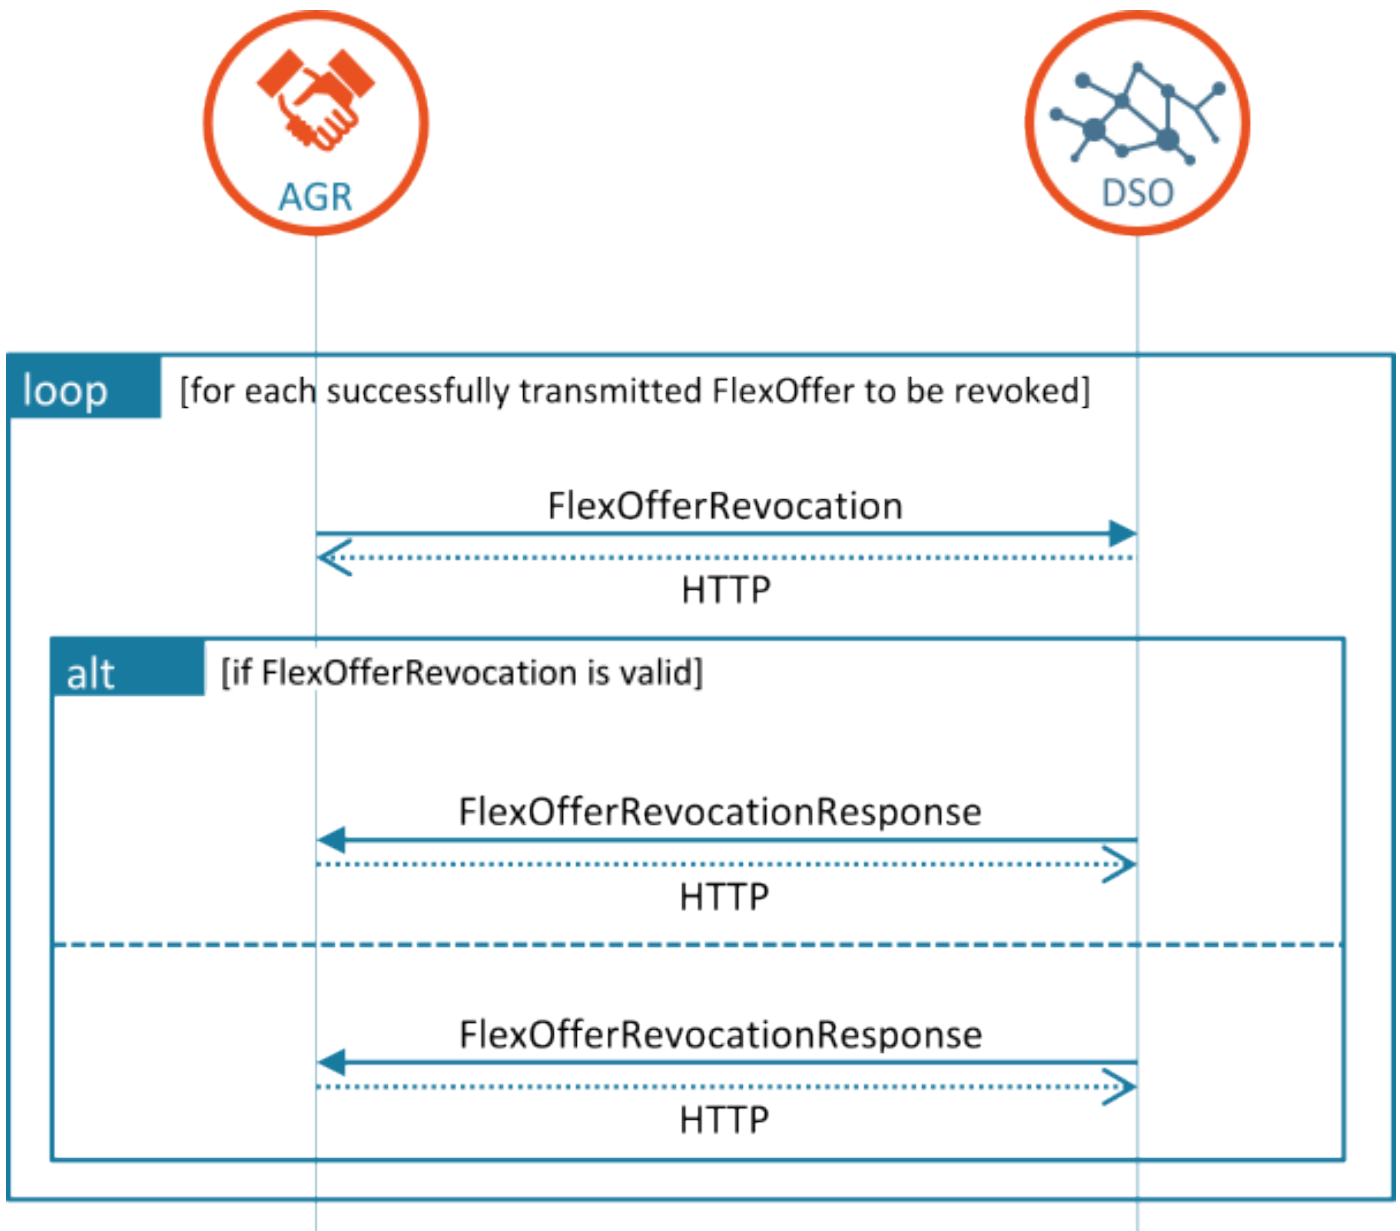 AGR
DSO
loop [for each successfully transmitted FlexOffer to be revoked]
FlexOfferRevocation
HTTP
alt [if FlexOfferRevocation is valid]
FlexOfferRevocationResponse
HTTP
FlexOfferRevocationResponse
HTTP